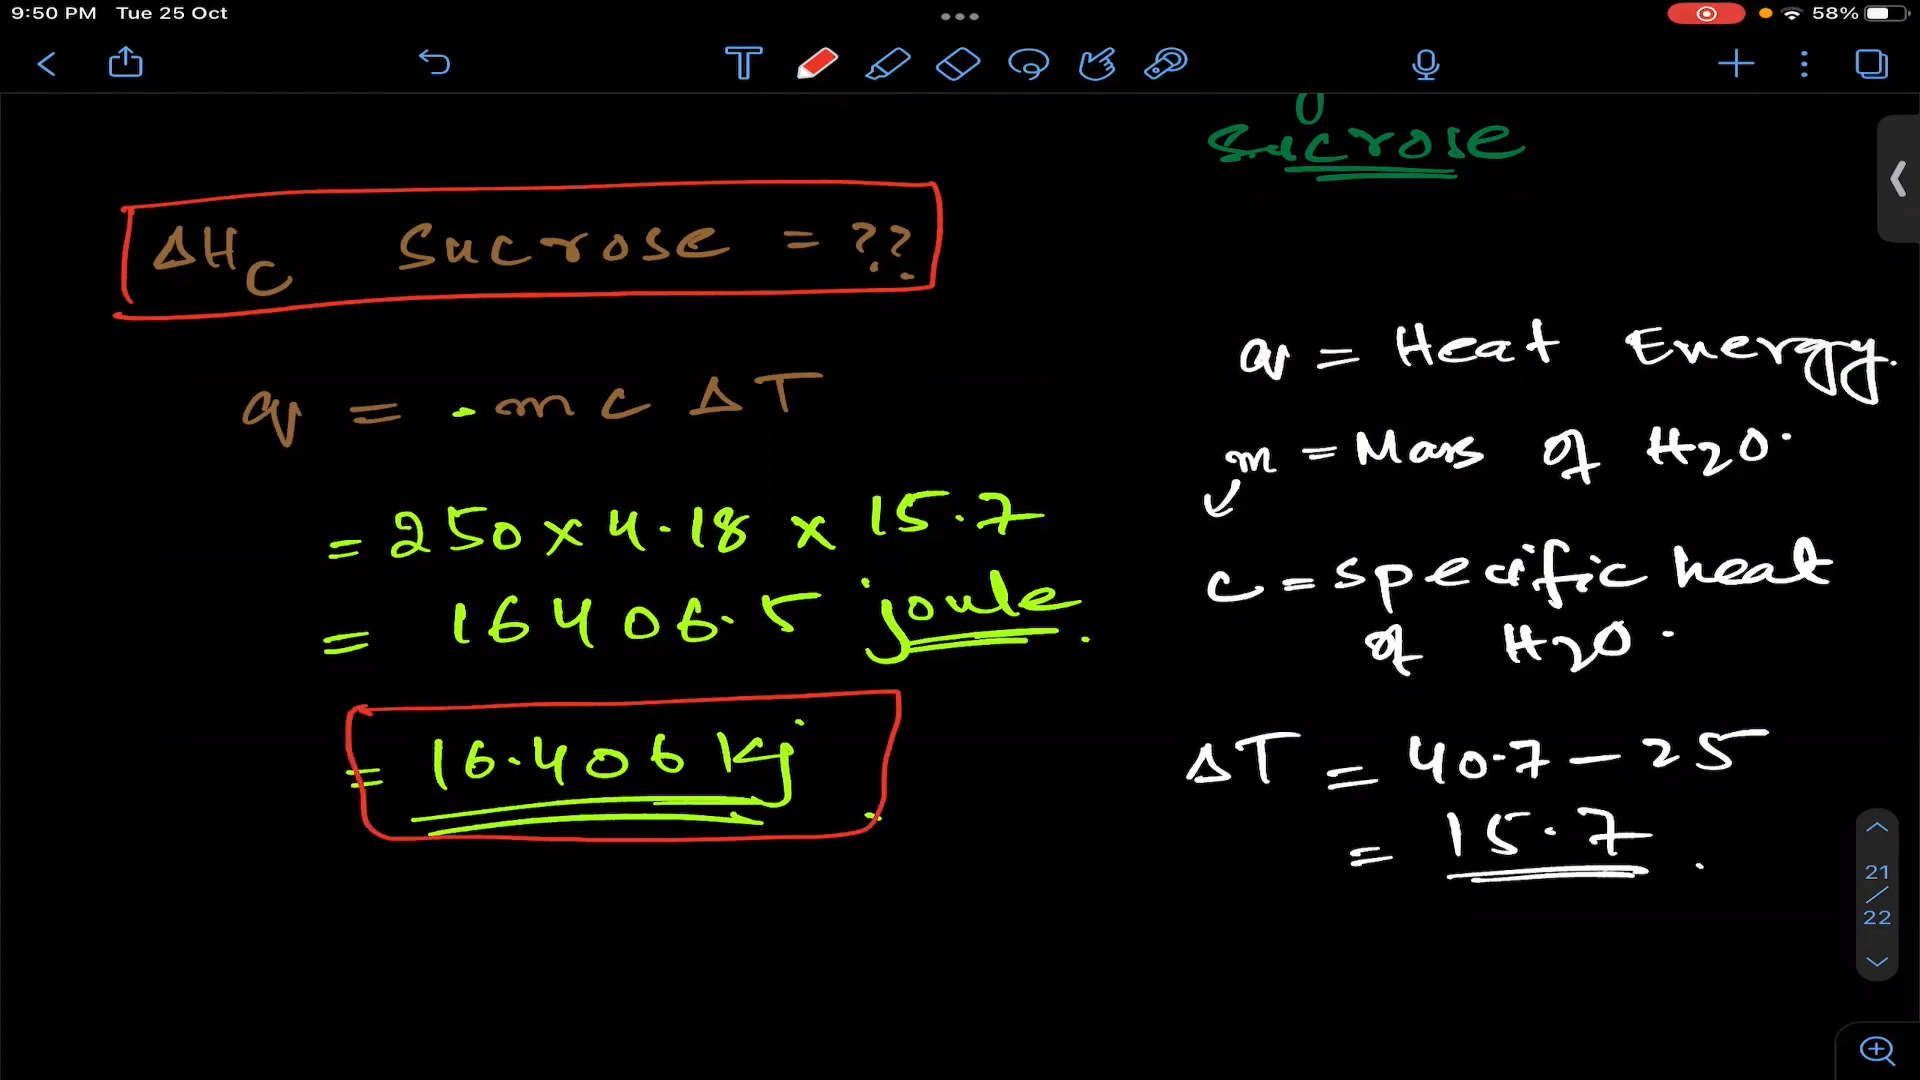 9:50 PM Tue 25 Oct
58%
T
Sucrose
ΔHC Sucrose = ??
q = mcΔT
= 250 x 4.18 x 15.7
= 16406.5 joule.
= 16.406 kj
q = Heat Energy.
m = Mass of H2O.
c = specific heat
of H2O.
ΔT = 40.7 - 25
= 15.7.
21
/
22